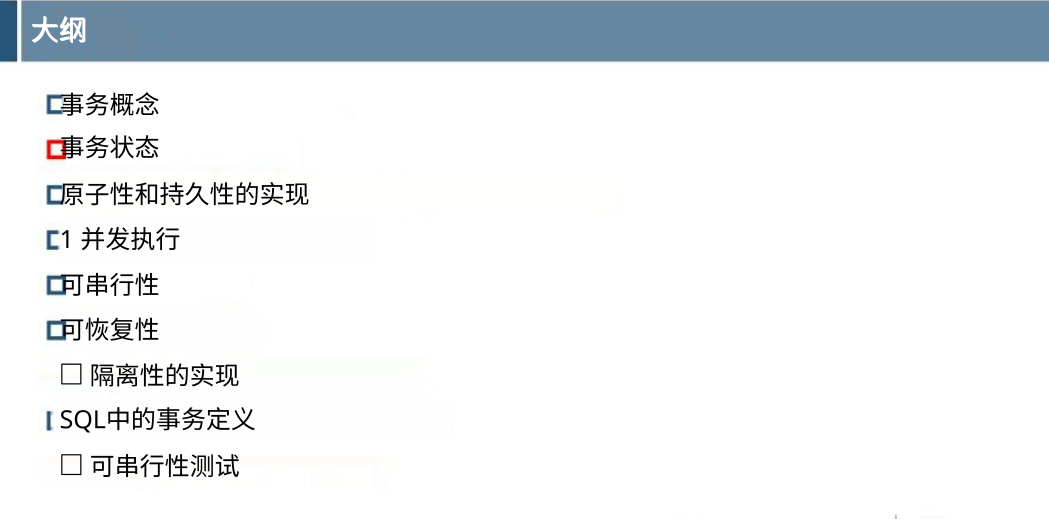 大纲
事务概念
事务状态
原子性和持久性的实现
1 并发执行
可串行性
可恢复性
□ 隔离性的实现
SQL中的事务定义
□ 可串行性测试